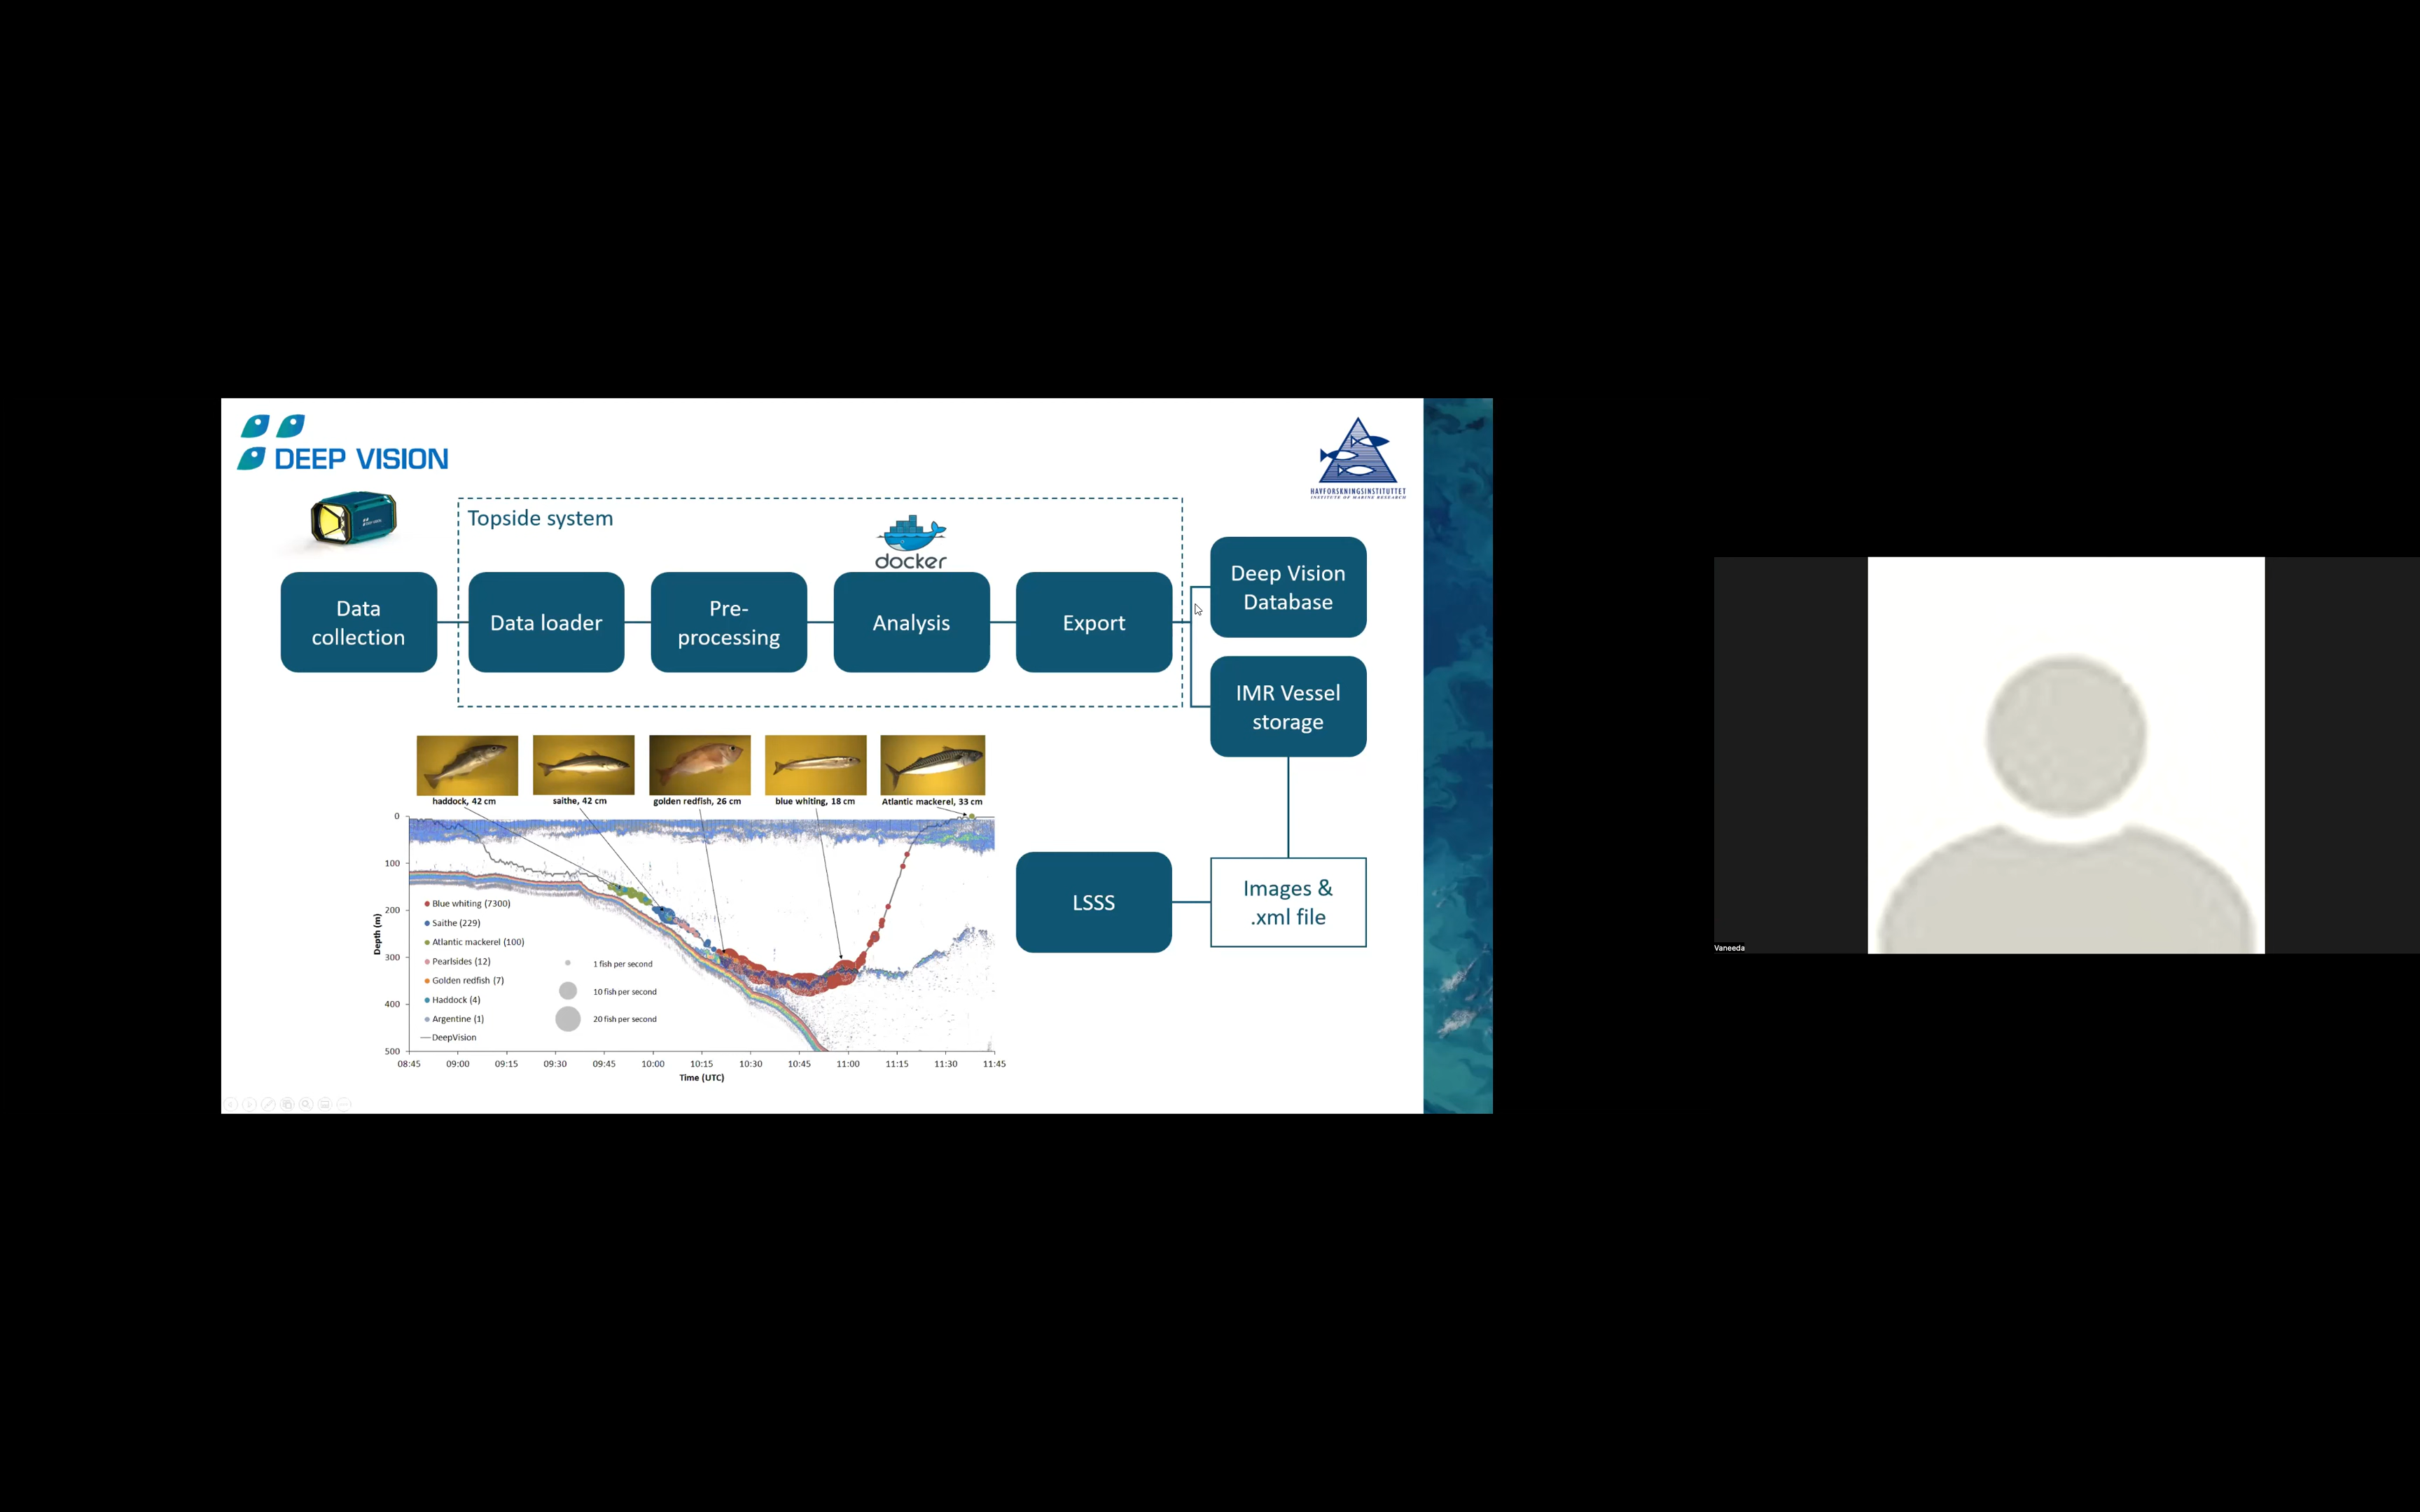 DEEP VISION
HAVFORSKNINGSINSTITUTTET
INSTITUTE OF MARINE RESEARCH
Topside system
docker
Data
collection
Data loader
Pre-
processing
Analysis
Export
Deep Vision
Database
IMR Vessel
storage
Images &
.xml file
LSSS
haddock, 42 cm
saithe, 42 cm
golden redfish, 26 cm
blue whiting, 18 cm
Atlantic mackerel, 33 cm
0
100
200
300
400
500
Depth (m)
Blue whiting (7300)
Saithe (229)
Atlantic mackerel (100)
Pearlsides (12)
Golden redfish (7)
Haddock (4)
Argentine (1)
DeepVision
1 fish per second
10 fish per second
20 fish per second
08:45 09:00 09:15 09:30 09:45 10:00 10:15 10:30 10:45 11:00 11:15 11:30 11:45
Time (UTC)
Vaneeda